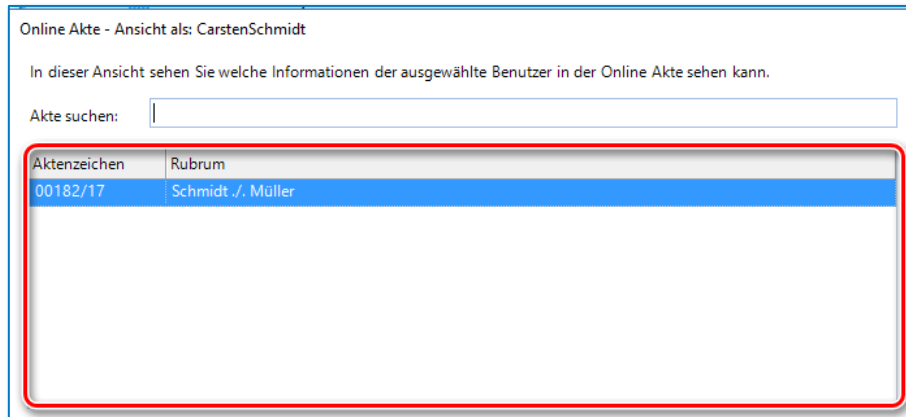 Online Akte - Ansicht als: CarstenSchmidt
In dieser Ansicht sehen Sie welche Informationen der ausgewählte Benutzer in der Online Akte sehen kann.
Akte suchen:
Aktenzeichen Rubrum
00182/17 Schmidt ./. Müller